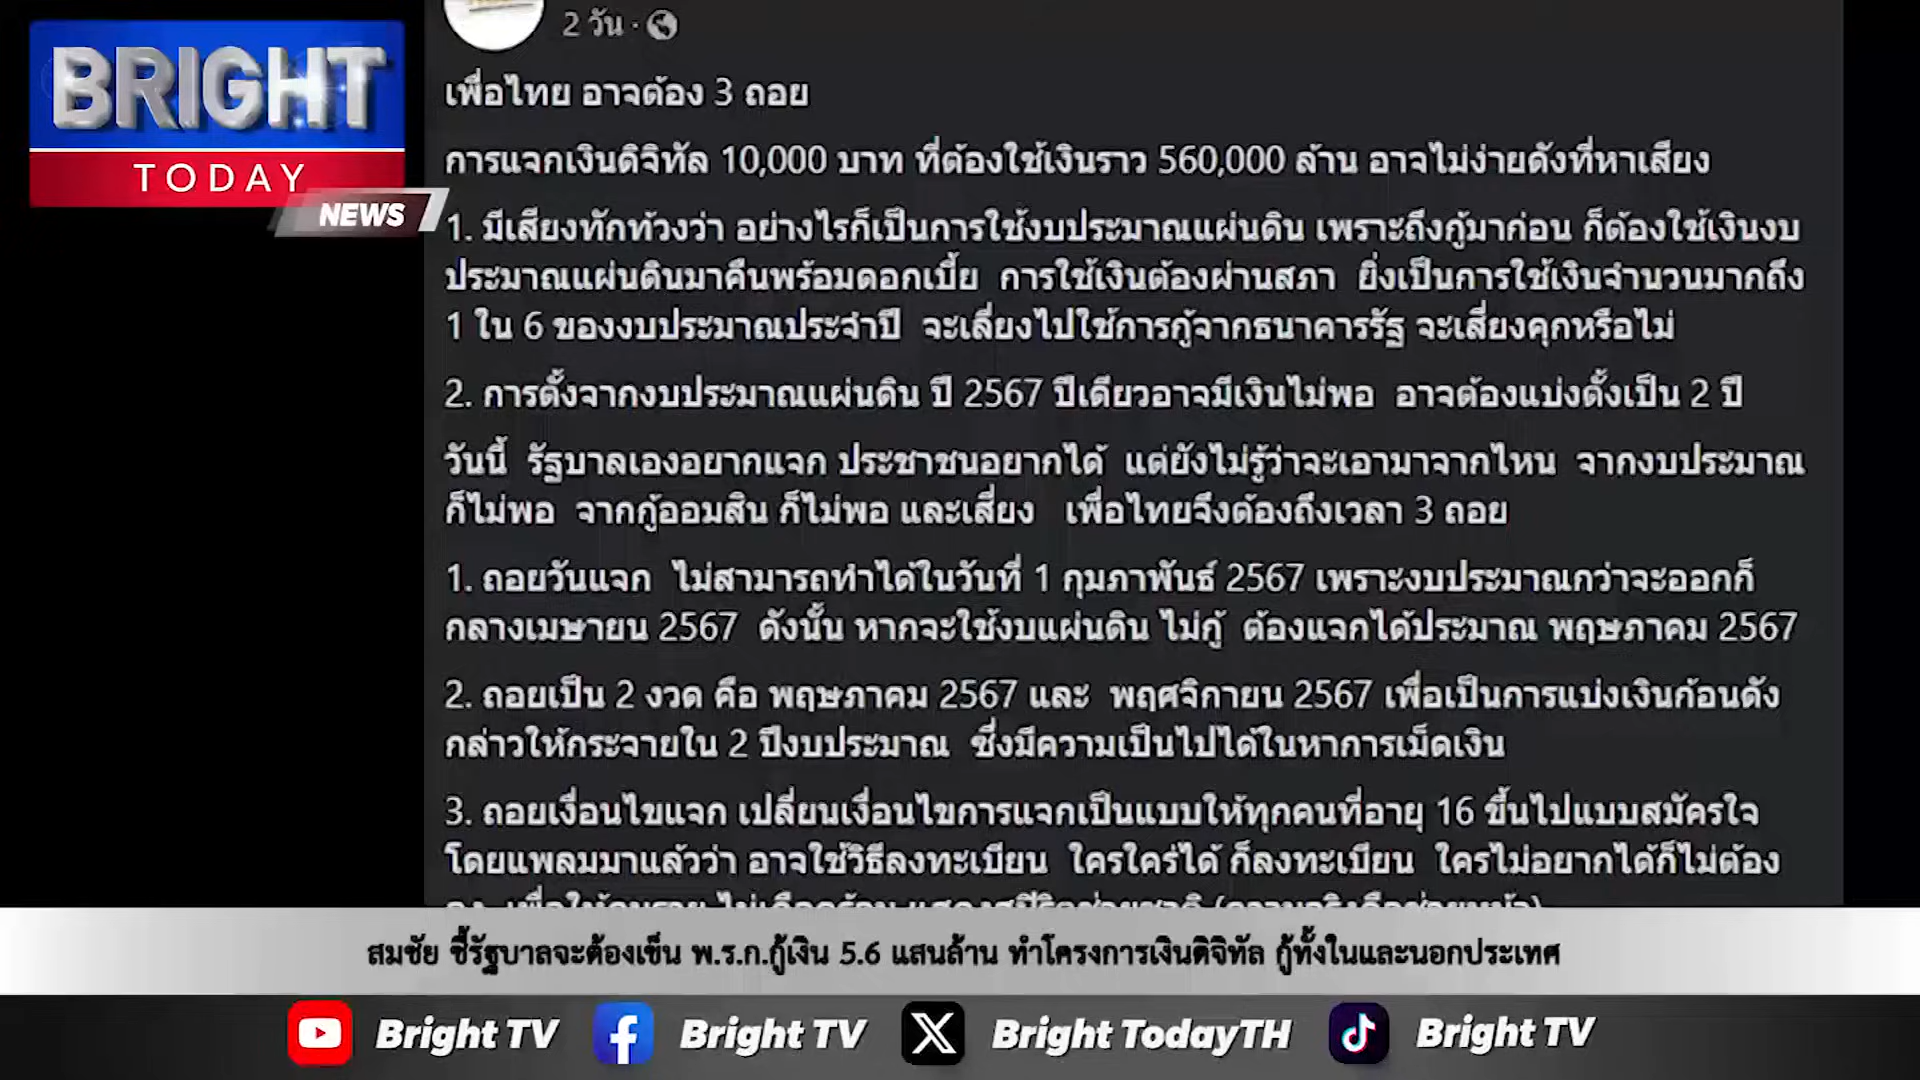 BRIGHT
TODAY
NEWS
2 วัน ·
เพื่อไทย อาจต้อง 3 ถอย
การแจกเงินดิจิทัล 10,000 บาท ที่ต้องใช้เงินราว 560,000 ล้าน อาจไม่ง่ายดังที่หาเสียง
1. มีเสียงทักท้วงว่า อย่างไรก็เป็นการใช้งบประมาณแผ่นดิน เพราะถึงกู้มาก่อน ก็ต้องใช้เงินงบ
ประมาณแผ่นดินมาคืนพร้อมดอกเบี้ย การใช้เงินต้องผ่านสภา ยิ่งเป็นการใช้เงินจำนวนมากถึง
1 ใน 6 ของงบประมาณประจำปี จะเลี่ยงไปใช้การกู้จากธนาคารรัฐ จะเสี่ยงคุกหรือไม่
2. การตั้งจากงบประมาณแผ่นดิน ปี 2567 ปีเดียวอาจมีเงินไม่พอ อาจต้องแบ่งตั้งเป็น 2 ปี
วันนี้ รัฐบาลเองอยากแจก ประชาชนอยากได้ แต่ยังไม่รู้ว่าจะเอามาจากไหน จากงบประมาณ
ก็ไม่พอ จากกู้ออมสิน ก็ไม่พอ และเสี่ยง เพื่อไทยจึงต้องถึงเวลา 3 ถอย
1. ถอยวันแจก ไม่สามารถทำได้ในวันที่ 1 กุมภาพันธ์ 2567 เพราะงบประมาณกว่าจะออกก็
กลางเมษายน 2567 ดังนั้น หากจะใช้งบแผ่นดิน ไม่กู้ ต้องแจกได้ประมาณ พฤษภาคม 2567
2. ถอยเป็น 2 งวด คือ พฤษภาคม 2567 และ พฤศจิกายน 2567 เพื่อเป็นการแบ่งเงินก้อนดัง
กล่าวให้กระจายใน 2 ปีงบประมาณ ซึ่งมีความเป็นไปได้ในหาการเม็ดเงิน
3. ถอยเงื่อนไขแจก เปลี่ยนเงื่อนไขการแจกเป็นแบบให้ทุกคนที่อายุ 16 ขึ้นไปแบบสมัครใจ
โดยแพลมมาแล้วว่า อาจใช้วิธีลงทะเบียน ใครใคร่ได้ ก็ลงทะเบียน ใครไม่อยากได้ก็ไม่ต้อง
สมชัย ชี้รัฐบาลจะต้องเข็น พ.ร.ก.กู้เงิน 5.6 แสนล้าน ทำโครงการเงินดิจิทัล กู้ทั้งในและนอกประเทศ
Bright TV Bright TV Bright TodayTH Bright TV